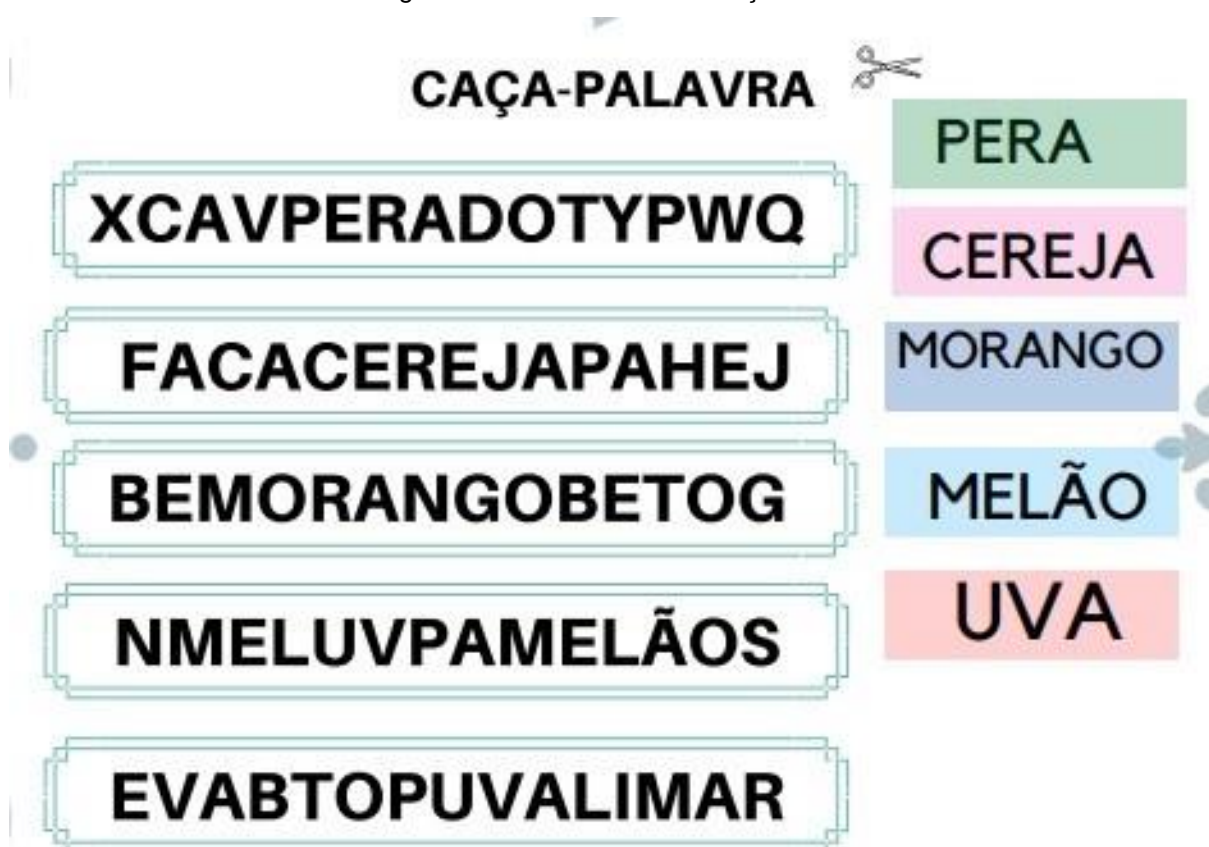 CAÇA-PALAVRA
XCAVPERADOTYPWQ
FACACEREJAPAHEJ
BEMORANGOBETOG
NMELUVPAMELÃOS
EVABTOPUVALIMAR
PERA
CEREJA
MORANGO
MELÃO
UVA